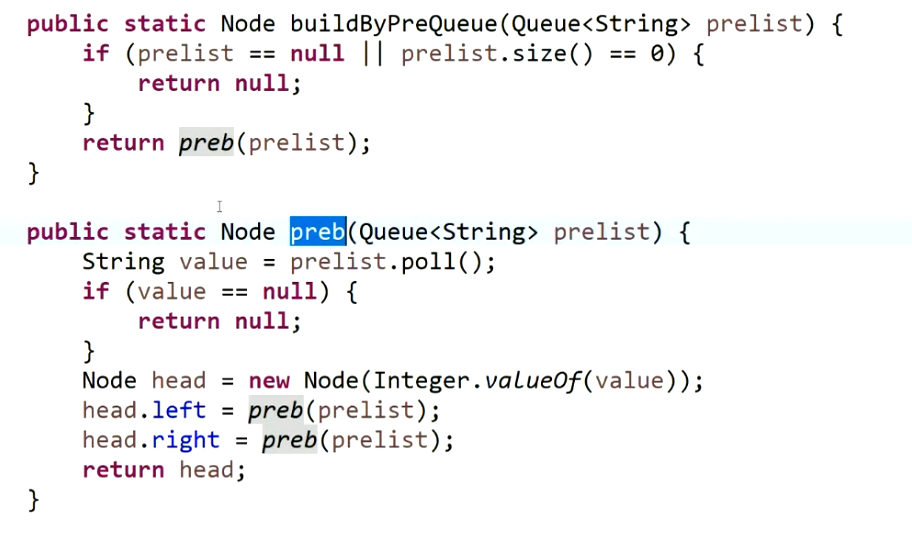 public static Node buildByPreQueue(Queue<String> prelist) {
    if (prelist == null || prelist.size() == 0) {
        return null;
    }
    return preb(prelist);
}
public static Node preb(Queue<String> prelist) {
    String value = prelist.poll();
    if (value == null) {
        return null;
    }
    Node head = new Node(Integer.valueOf(value));
    head.left = preb(prelist);
    head.right = preb(prelist);
    return head;
}